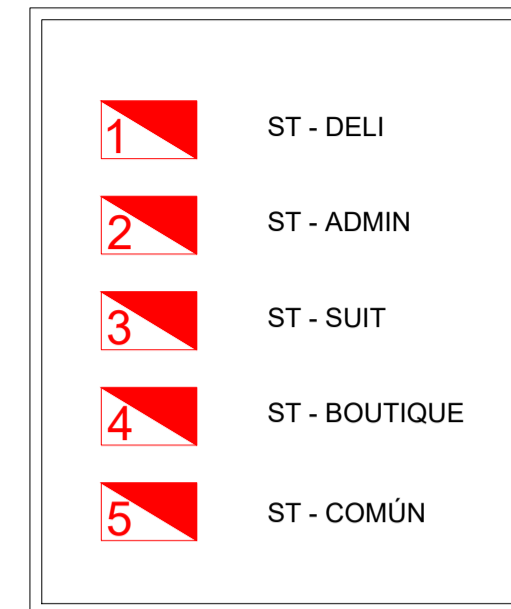 1 ST - DELI
2 ST - ADMIN
3 ST - SUIT
4 ST - BOUTIQUE
5 ST - COMÚN